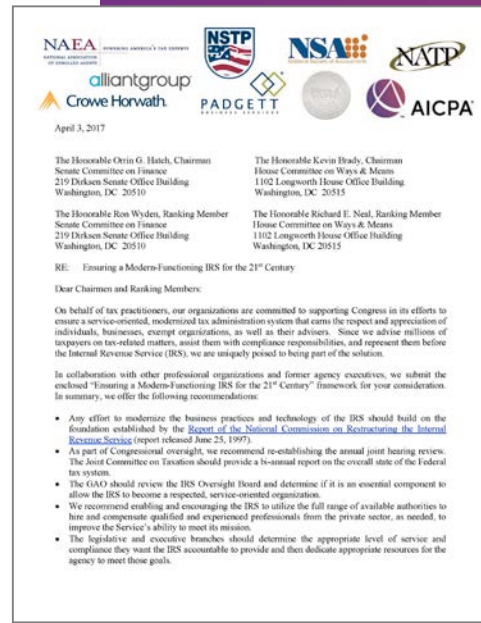 NAEA POWERING AMERICA'S TAX EXPERTS
NATIONAL ASSOCIATION
OF ENROLLED AGENTS
NSTP
NSA
NATP
alliantgroup
Crowe Horwath
PADGETT
BUSINESS SERVICES
AICPA
April 3, 2017
The Honorable Orrin G. Hatch, Chairman
Senate Committee on Finance
219 Dirksen Senate Office Building
Washington, DC 20510
The Honorable Kevin Brady, Chairman
House Committee on Ways & Means
1102 Longworth House Office Building
Washington, DC 20515
The Honorable Ron Wyden, Ranking Member
Senate Committee on Finance
219 Dirksen Senate Office Building
Washington, DC 20510
The Honorable Richard E. Neal, Ranking Member
House Committee on Ways & Means
1102 Longworth House Office Building
Washington, DC 20515
RE: Ensuring a Modern-Functioning IRS for the 21st Century
Dear Chairmen and Ranking Members:
On behalf of tax practitioners, our organizations are committed to supporting Congress in its efforts to
ensure a service-oriented, modernized tax administration system that earns the respect and appreciation of
individuals, businesses, exempt organizations, as well as their advisers. Since we advise millions of
taxpayers on tax-related matters, assist them with compliance responsibilities, and represent them before
the Internal Revenue Service (IRS), we are uniquely poised to being part of the solution.
In collaboration with other professional organizations and former agency executives, we submit the
enclosed “Ensuring a Modern-Functioning IRS for the 21st Century” framework for your consideration.
In summary, we offer the following recommendations:
• Any effort to modernize the business practices and technology of the IRS should build on the
foundation established by the Report of the National Commission on Restructuring the Internal
Revenue Service (report released June 25, 1997).
• As part of Congressional oversight, we recommend re-establishing the annual joint hearing review.
The Joint Committee on Taxation should provide a bi-annual report on the overall state of the Federal
tax system.
• The GAO should review the IRS Oversight Board and determine if it is an essential component to
allow the IRS to become a respected, service-oriented organization.
• We recommend enabling and encouraging the IRS to utilize the full range of available authorities to
hire and compensate qualified and experienced professionals from the private sector, as needed, to
improve the Service's ability to meet its mission.
• The legislative and executive branches should determine the appropriate level of service and
compliance they want the IRS accountable to provide and then dedicate appropriate resources for the
agency to meet those goals.